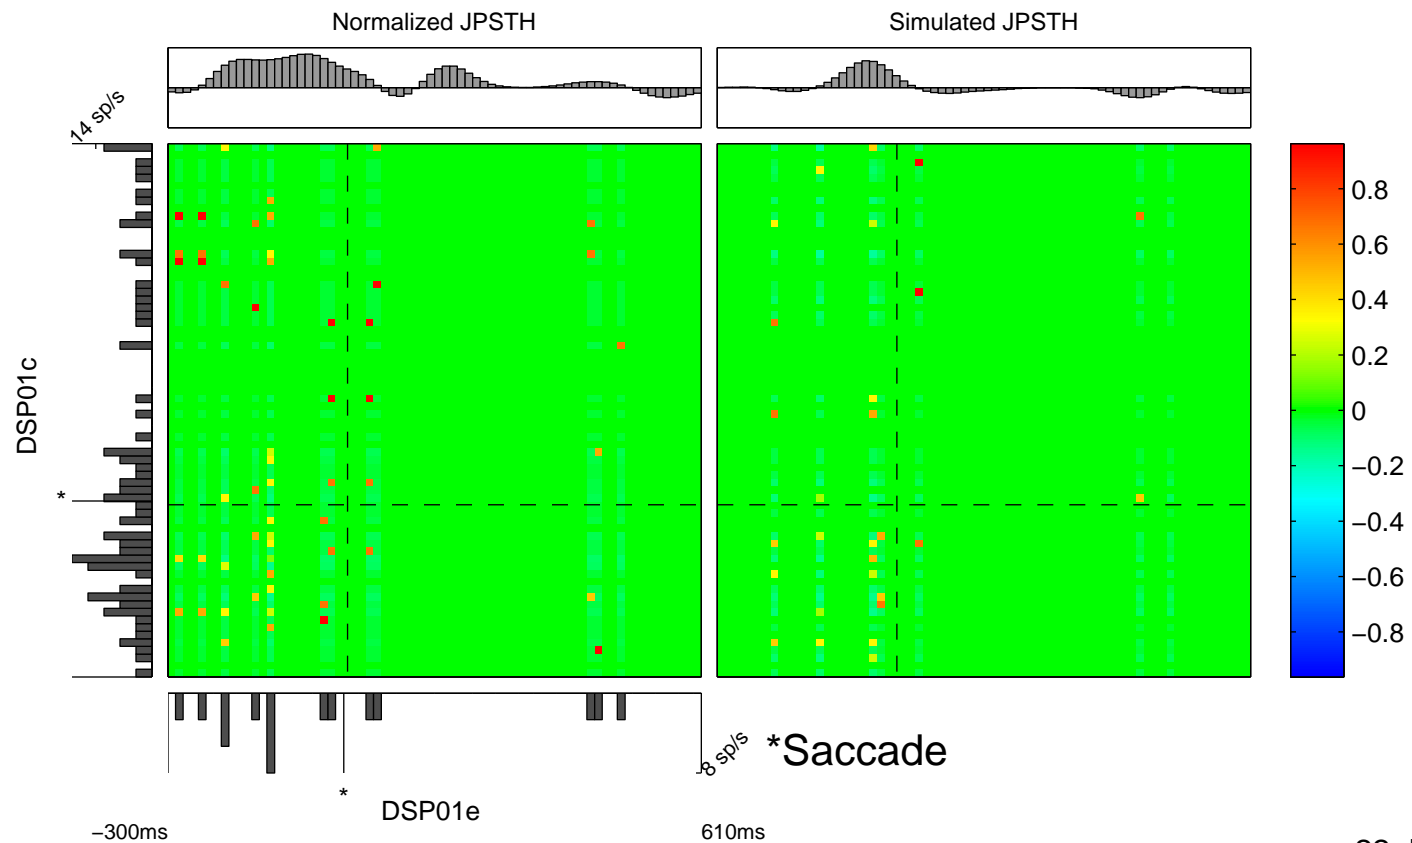 Normalized JPSTH
Simulated JPSTH
14 sp/s
0.8
0.6
0.4
0.2
0
−0.2
−0.4
−0.6
−0.8
DSP01c
*
8 sp/s
*Saccade
*
DSP01e
−300ms
610ms